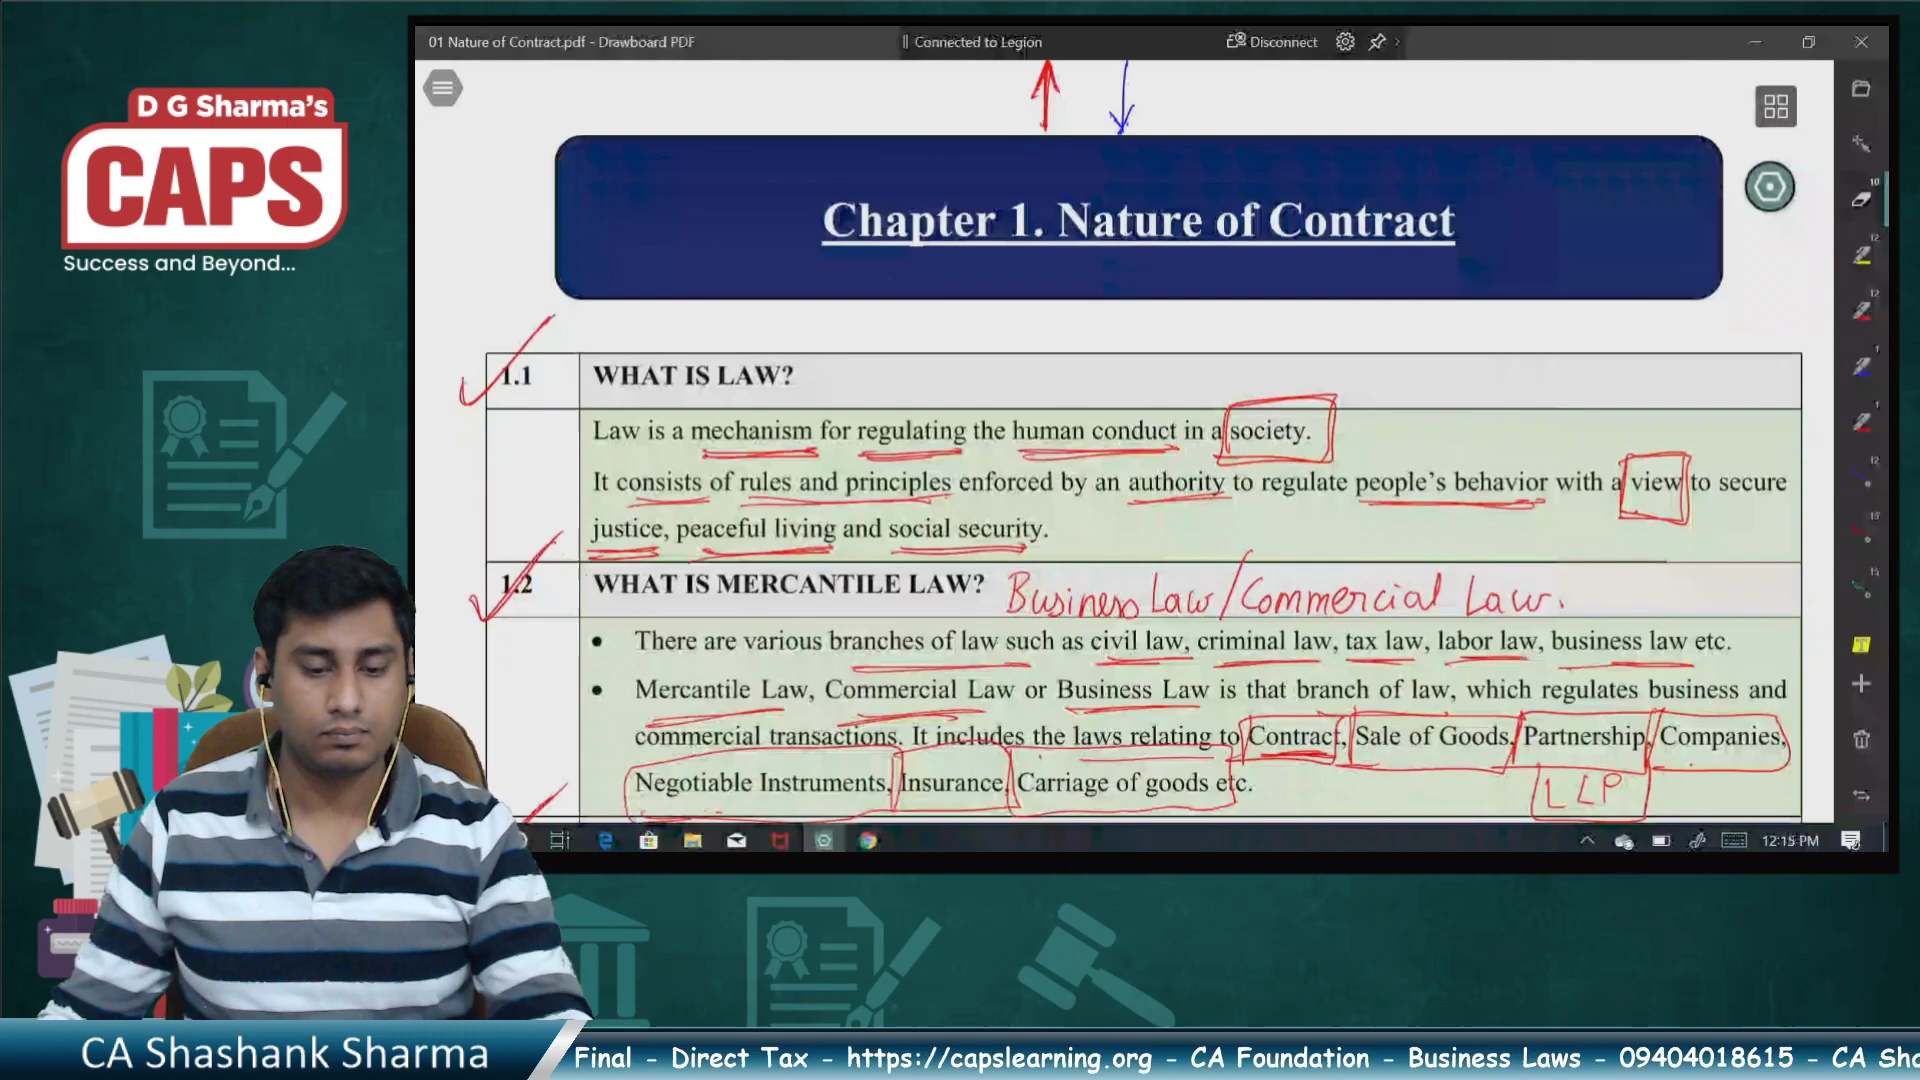 01 Nature of Contract.pdf - Drawboard PDF
Connected to Legion
Disconnect
D G Sharma's
CAPS
Success and Beyond...
Chapter 1. Nature of Contract
1.1 WHAT IS LAW?
Law is a mechanism for regulating the human conduct in a society.
It consists of rules and principles enforced by an authority to regulate people's behavior with a view to secure
justice, peaceful living and social security.
1.2 WHAT IS MERCANTILE LAW? Business Law/Commercial Law.
• There are various branches of law such as civil law, criminal law, tax law, labor law, business law etc.
• Mercantile Law, Commercial Law or Business Law is that branch of law, which regulates business and
commercial transactions. It includes the laws relating to Contract, Sale of Goods, Partnership, Companies,
Negotiable Instruments, Insurance, Carriage of goods etc.
LLP
12:15 PM
CA Shashank Sharma
Final - Direct Tax - https://capslearning.org - CA Foundation - Business Laws - 09404018615 - CA Sha